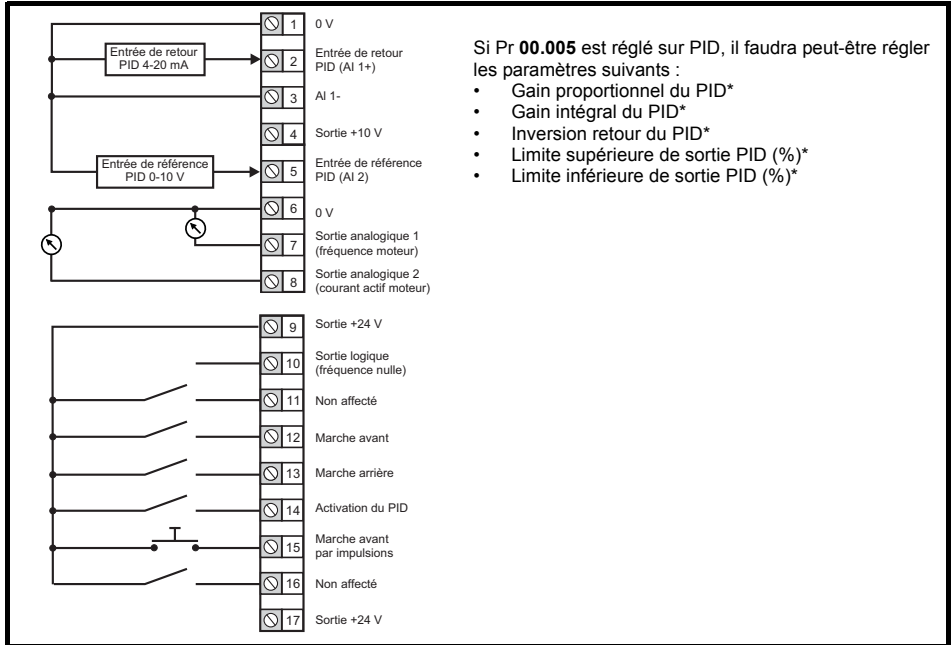 1 0 V
Entrée de retour
PID 4-20 mA
2 Entrée de retour
PID (AI 1+)
3 AI 1-
4 Sortie +10 V
Entrée de référence
PID 0-10 V
5 Entrée de référence
PID (AI 2)
6 0 V
7 Sortie analogique 1
(fréquence moteur)
8 Sortie analogique 2
(courant actif moteur)
9 Sortie +24 V
10 Sortie logique
(fréquence nulle)
11 Non affecté
12 Marche avant
13 Marche arrière
14 Activation du PID
15 Marche avant
par impulsions
16 Non affecté
17 Sortie +24 V
Si Pr 00.005 est réglé sur PID, il faudra peut-être régler
les paramètres suivants :
• Gain proportionnel du PID*
• Gain intégral du PID*
• Inversion retour du PID*
• Limite supérieure de sortie PID (%)*
• Limite inférieure de sortie PID (%)*